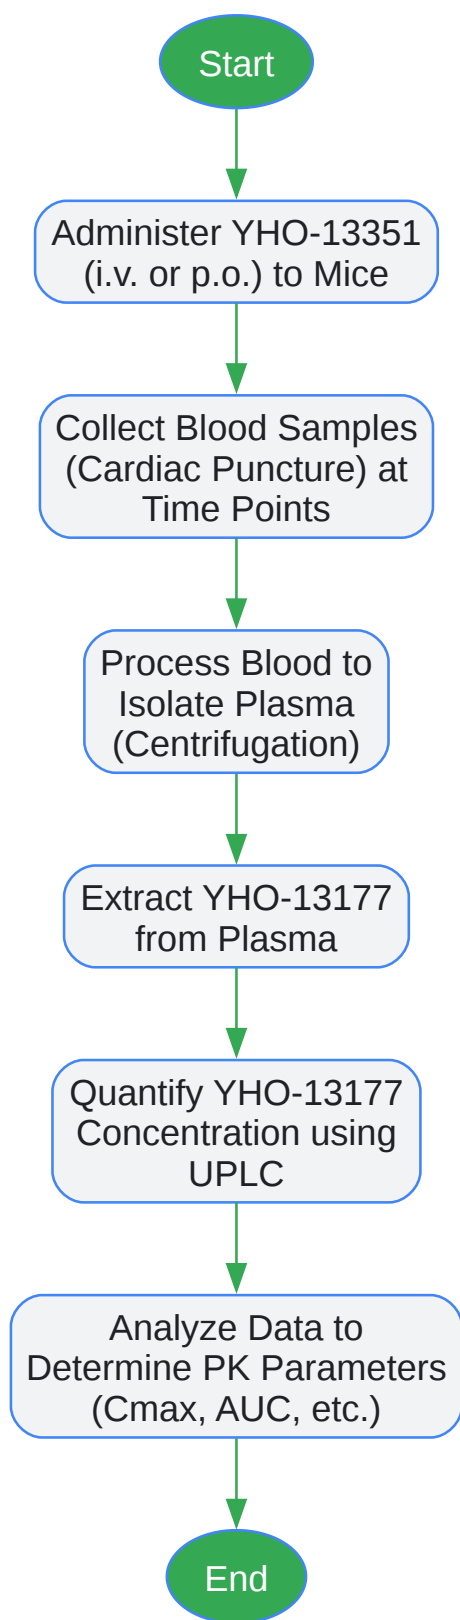 Start
Administer YHO-13351
(i.v. or p.o.) to Mice
Collect Blood Samples
(Cardiac Puncture) at
Time Points
Process Blood to
Isolate Plasma
(Centrifugation)
Extract YHO-13177
from Plasma
Quantify YHO-13177
Concentration using
UPLC
Analyze Data to
Determine PK Parameters
(Cmax, AUC, etc.)
End